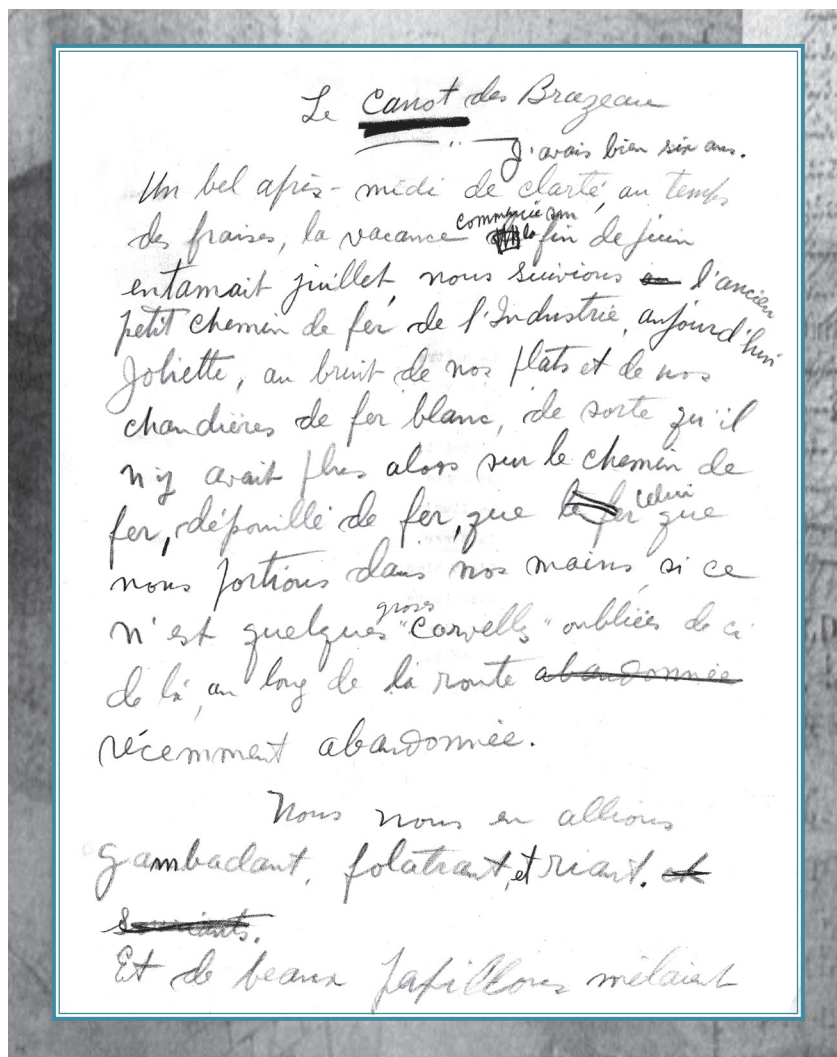 Le Canot des Brazeau
J'avais bien six ans.
Un bel après-midi de clarté, au temps
des fraises, la vacance commencée en la fin de juin
entamait juillet, nous suivions l'ancien
petit chemin de fer de l'Industrie, aujourd'hui
Joliette, au bruit de nos plats et de nos
chaudières de fer blanc, de sorte qu'il
n'y avait plus alors sur le chemin de
fer, dépouillé de fer, que celui que
nous portions dans nos mains, si ce
n'est quelques groses "corvells" oubliées de ci
de là, au long de la route abandonnée
récemment abandonnée.
Nous nous en allions
gambadant, folatrant, et riant. et
Et de beaux papillons mêlaient